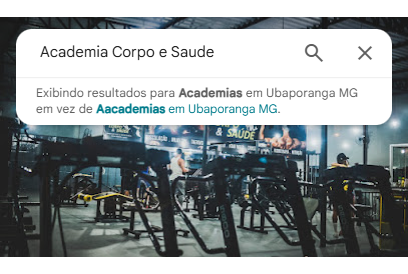 Academia Corpo e Saude
Exibindo resultados para Academias em Ubaporanga MG
em vez de Aacademias em Ubaporanga MG.
& SAÚDE